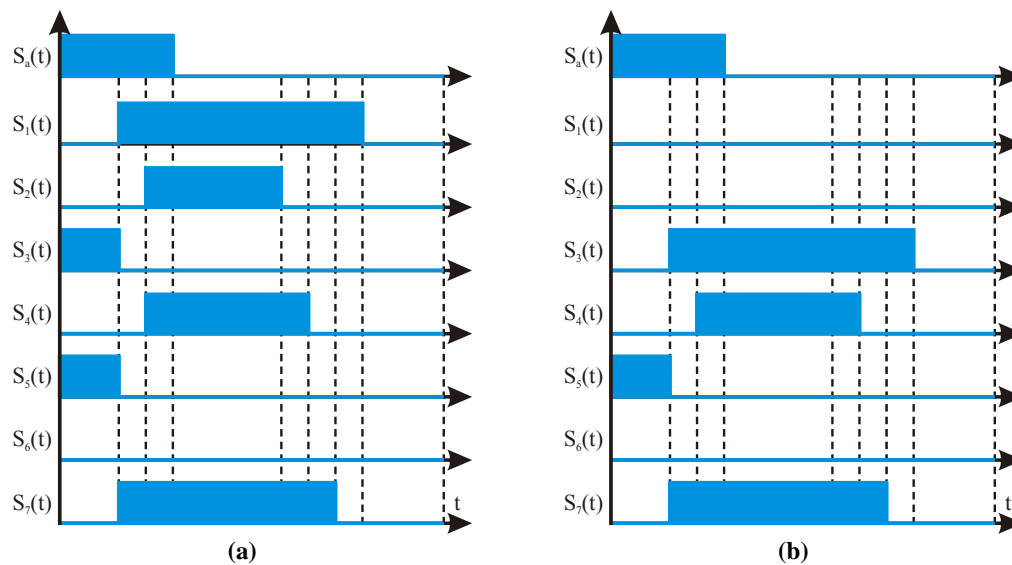 Sₐ(t)
S₁(t)
S₂(t)
S₃(t)
S₄(t)
S₅(t)
S₆(t)
S₇(t)
t
(a)
Sₐ(t)
S₁(t)
S₂(t)
S₃(t)
S₄(t)
S₅(t)
S₆(t)
S₇(t)
t
(b)